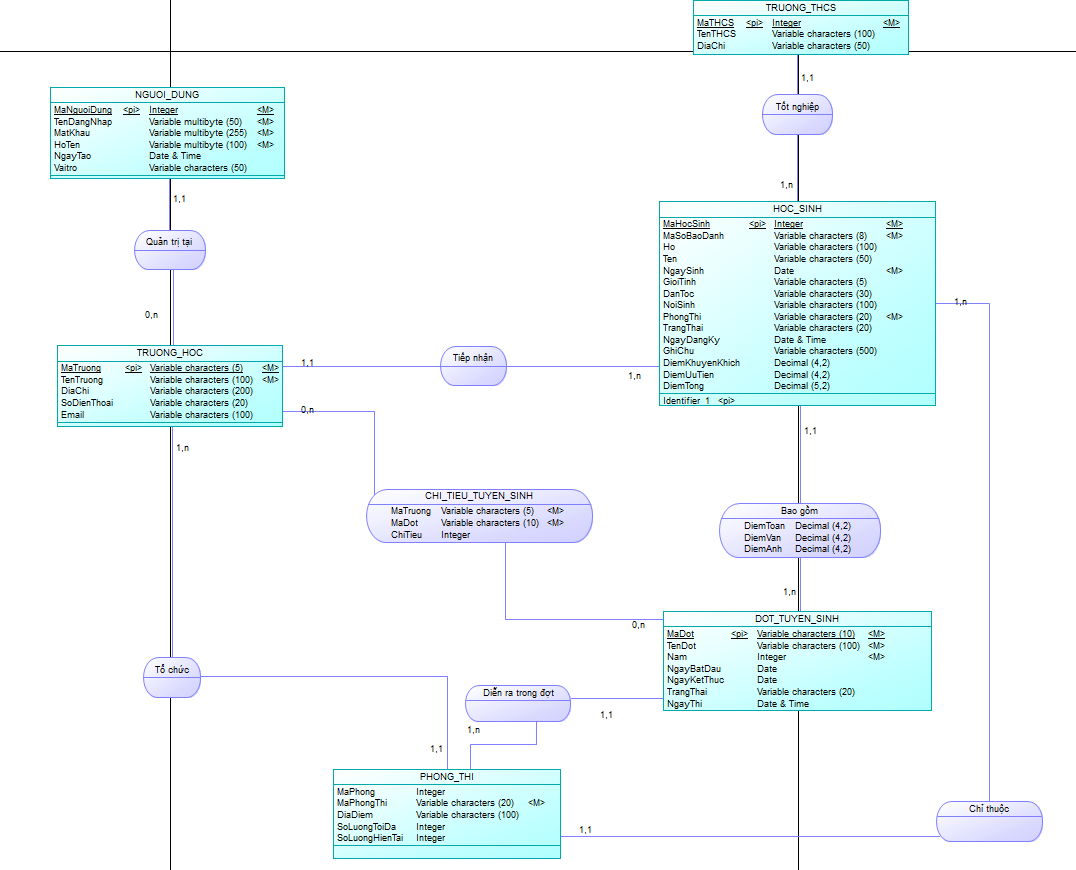 TRUONG_THCS
MaTHCS <pi> Integer <M>
TenTHCS Variable characters (100)
DiaChi Variable characters (50)
1,1
Tốt nghiệp
1,n
NGUOI_DUNG
MaNguoiDung <pi> Integer <M>
TenDangNhap Variable multibyte (50) <M>
MatKhau Variable multibyte (255) <M>
HoTen Variable multibyte (100) <M>
NgayTao Date & Time
Vaitro Variable characters (50)
1,1
Quản trị tại
0,n
HOC_SINH
MaHocSinh <pi> Integer <M>
MaSoBaoDanh Variable characters (8) <M>
Ho Variable characters (100)
Ten Variable characters (50)
NgaySinh Date <M>
GioiTinh Variable characters (5)
DanToc Variable characters (30)
NoiSinh Variable characters (100)
PhongThi Variable characters (20) <M>
TrangThai Variable characters (20)
NgayDangKy Date & Time
GhiChu Variable characters (500)
DiemKhuyenKhich Decimal (4,2)
DiemUuTien Decimal (4,2)
DiemTong Decimal (5,2)
Identifier_1 <pi>
1,n
TRUONG_HOC
MaTruong <pi> Variable characters (5) <M>
TenTruong Variable characters (100) <M>
DiaChi Variable characters (200)
SoDienThoai Variable characters (20)
Email Variable characters (100)
1,1
Tiếp nhận
1,n
0,n
1,n
1,1
CHI_TIEU_TUYEN_SINH
MaTruong Variable characters (5) <M>
MaDot Variable characters (10) <M>
ChiTieu Integer
0,n
Bao gồm
DiemToan Decimal (4,2)
DiemVan Decimal (4,2)
DiemAnh Decimal (4,2)
1,n
DOT_TUYEN_SINH
MaDot <pi> Variable characters (10) <M>
TenDot Variable characters (100) <M>
Nam Integer <M>
NgayBatDau Date
NgayKetThuc Date
TrangThai Variable characters (20)
NgayThi Date & Time
Tổ chức
1,1
Diễn ra trong đợt
1,1
1,n
PHONG_THI
MaPhong Integer
MaPhongThi Variable characters (20) <M>
DiaDiem Variable characters (100)
SoLuongToiDa Integer
SoLuongHienTai Integer
1,1
Chỉ thuộc